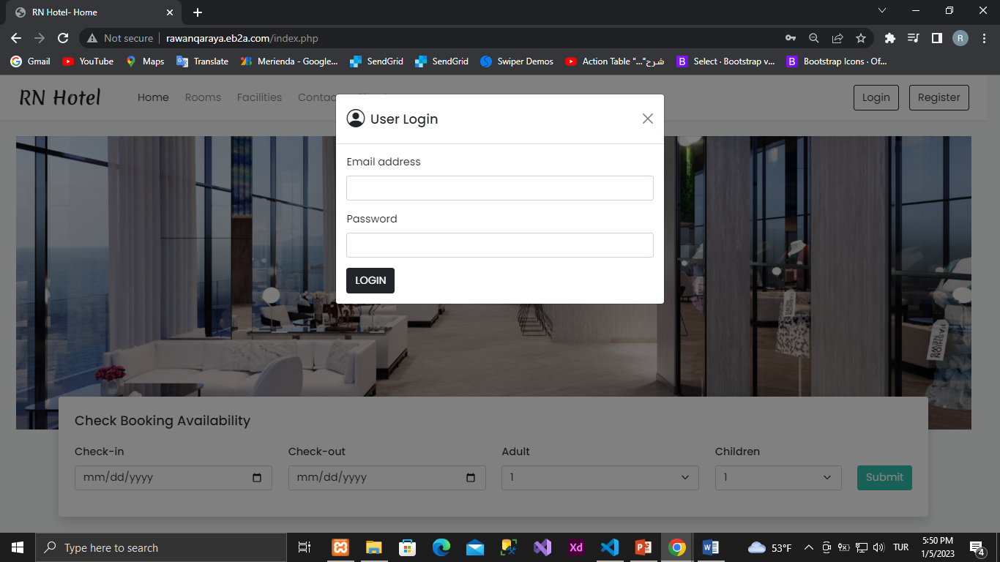 RN Hotel- Home
Not secure rawanqaraya.eb2a.com/index.php
Gmail YouTube Maps Translate Merienda - Google... SendGrid SendGrid Swiper Demos Action Table "..."شرح Select · Bootstrap v... Bootstrap Icons · Of...
RN Hotel Home Rooms Facilities Contac Login Register
User Login
Email address
Password
LOGIN
FASHION NEWS
Check Booking Availability
Check-in Check-out Adult Children
mm/dd/yyyy mm/dd/yyyy 1 1 Submit
Type here to search Xd 53°F TUR 5:50 PM
1/5/2023 4